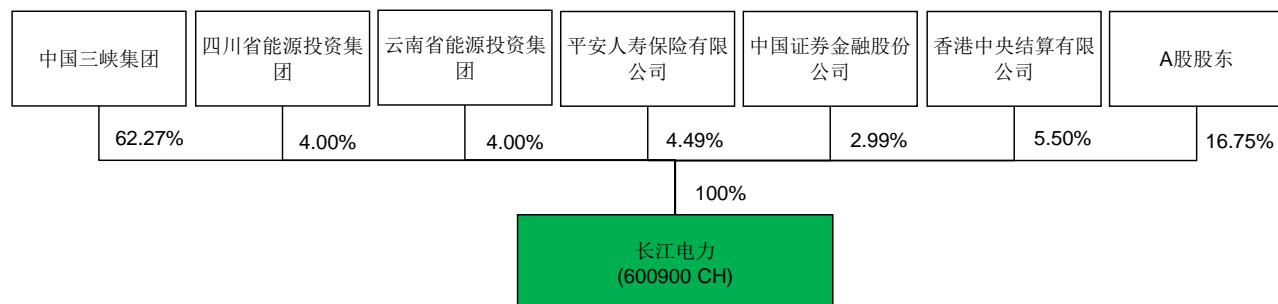 中国三峡集团
四川省能源投资集
团
云南省能源投资集
团
平安人寿保险有限
公司
中国证券金融股份
公司
香港中央结算有限
公司
A股股东
62.27%
4.00%
4.00%
4.49%
2.99%
5.50%
16.75%
100%
长江电力
(600900 CH)